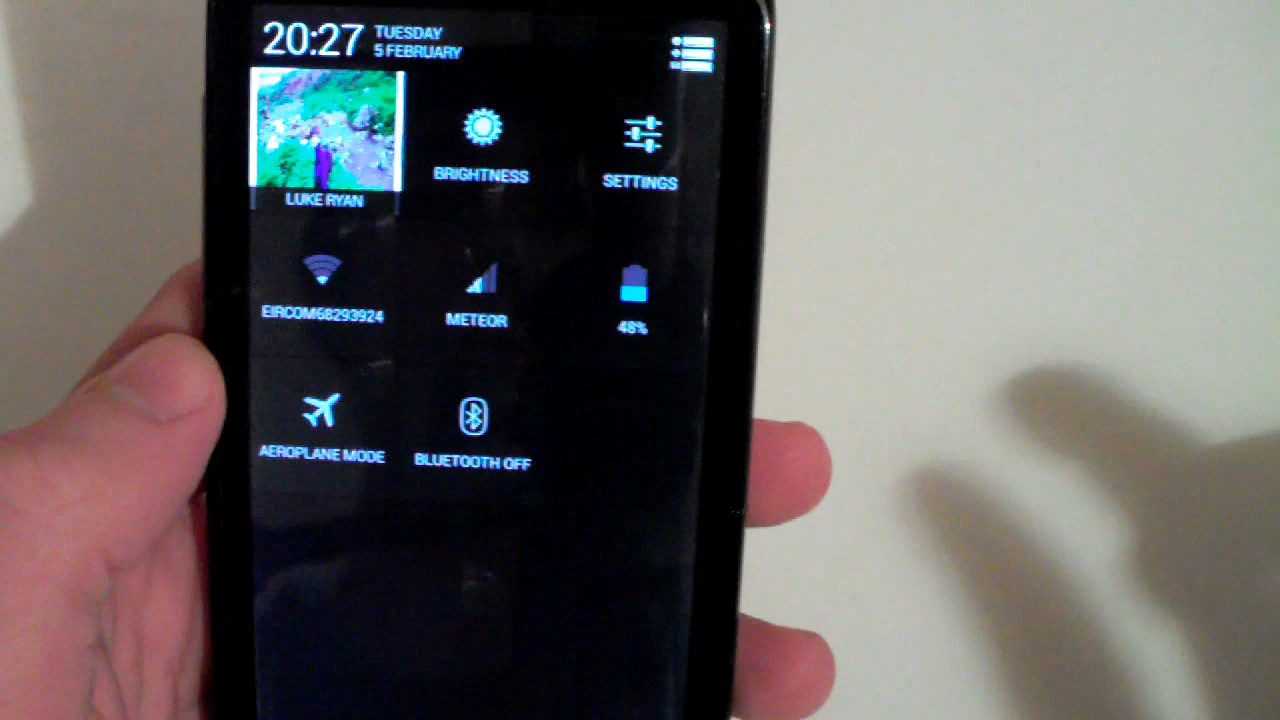 20:27
TUESDAY
5 FEBRUARY
LUKE RYAN
BRIGHTNESS
SETTINGS
EIRCOM68293924
METEOR
48%
AEROPLANE MODE
BLUETOOTH OFF